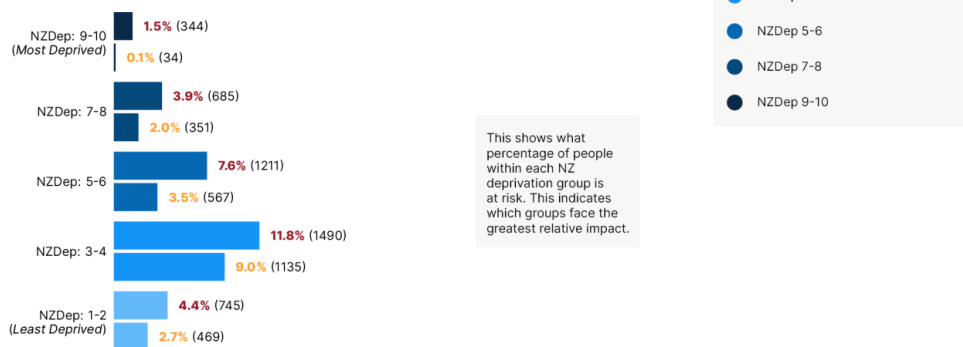 NZDep: 9-10
(Most Deprived)
1.5% (344)
0.1% (34)
NZDep: 7-8
3.9% (685)
2.0% (351)
NZDep: 5-6
7.6% (1211)
3.5% (567)
NZDep: 3-4
11.8% (1490)
9.0% (1135)
NZDep: 1-2
(Least Deprived)
4.4% (745)
2.7% (469)
This shows what
percentage of people
within each NZ
deprivation group is
at risk. This indicates
which groups face the
greatest relative impact.
NZDep 5-6
NZDep 7-8
NZDep 9-10